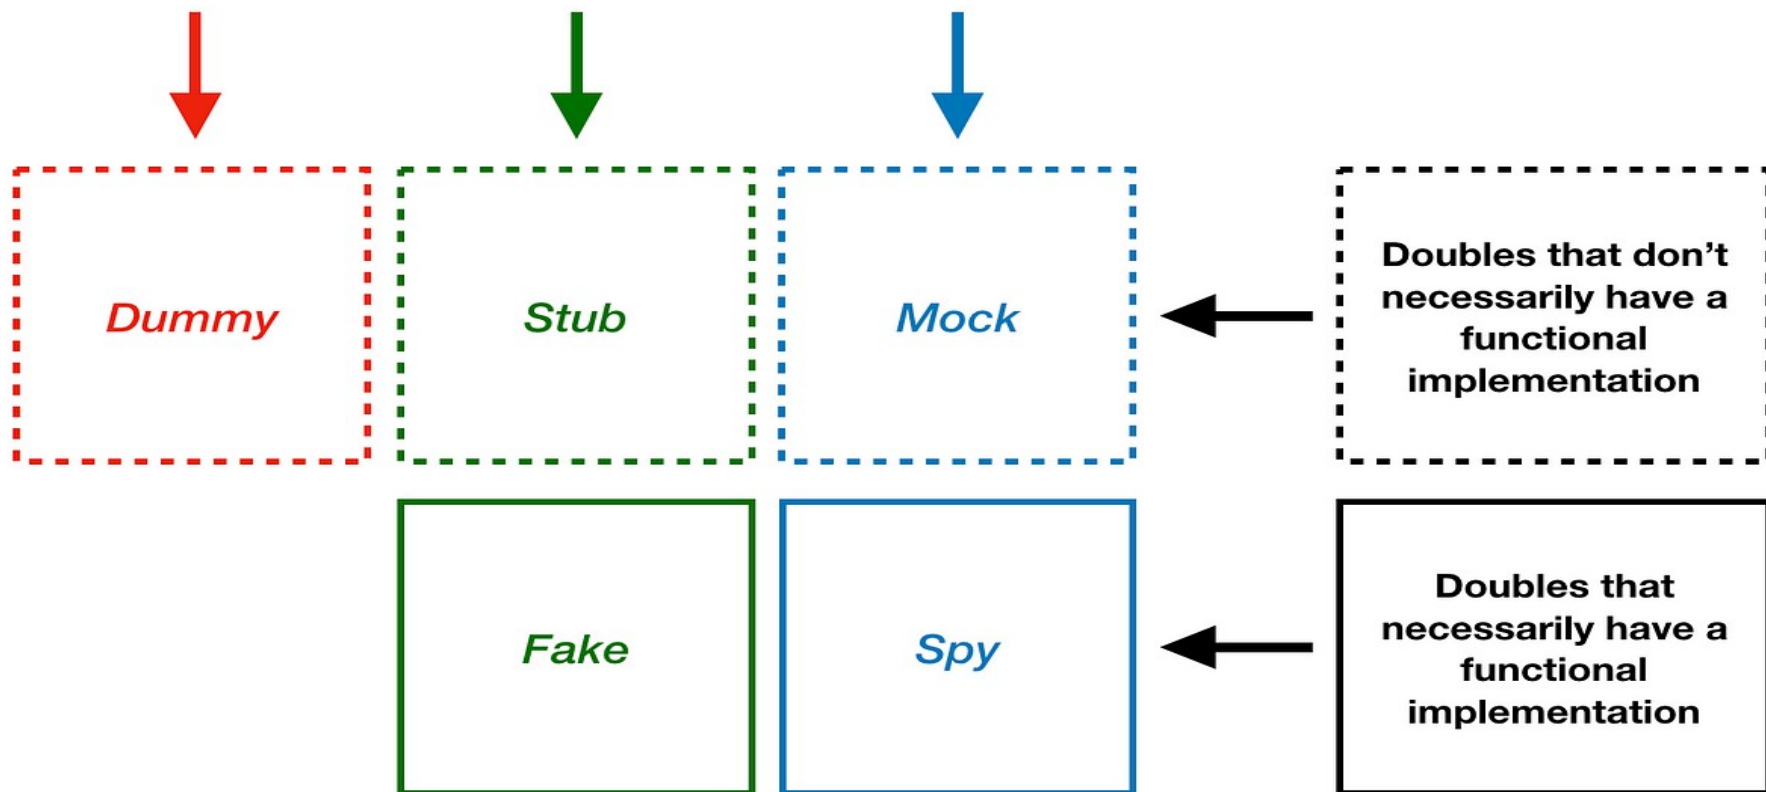 Dummy
Stub
Mock
Doubles that don’t
necessarily have a
functional
implementation
Fake
Spy
Doubles that
necessarily have a
functional
implementation